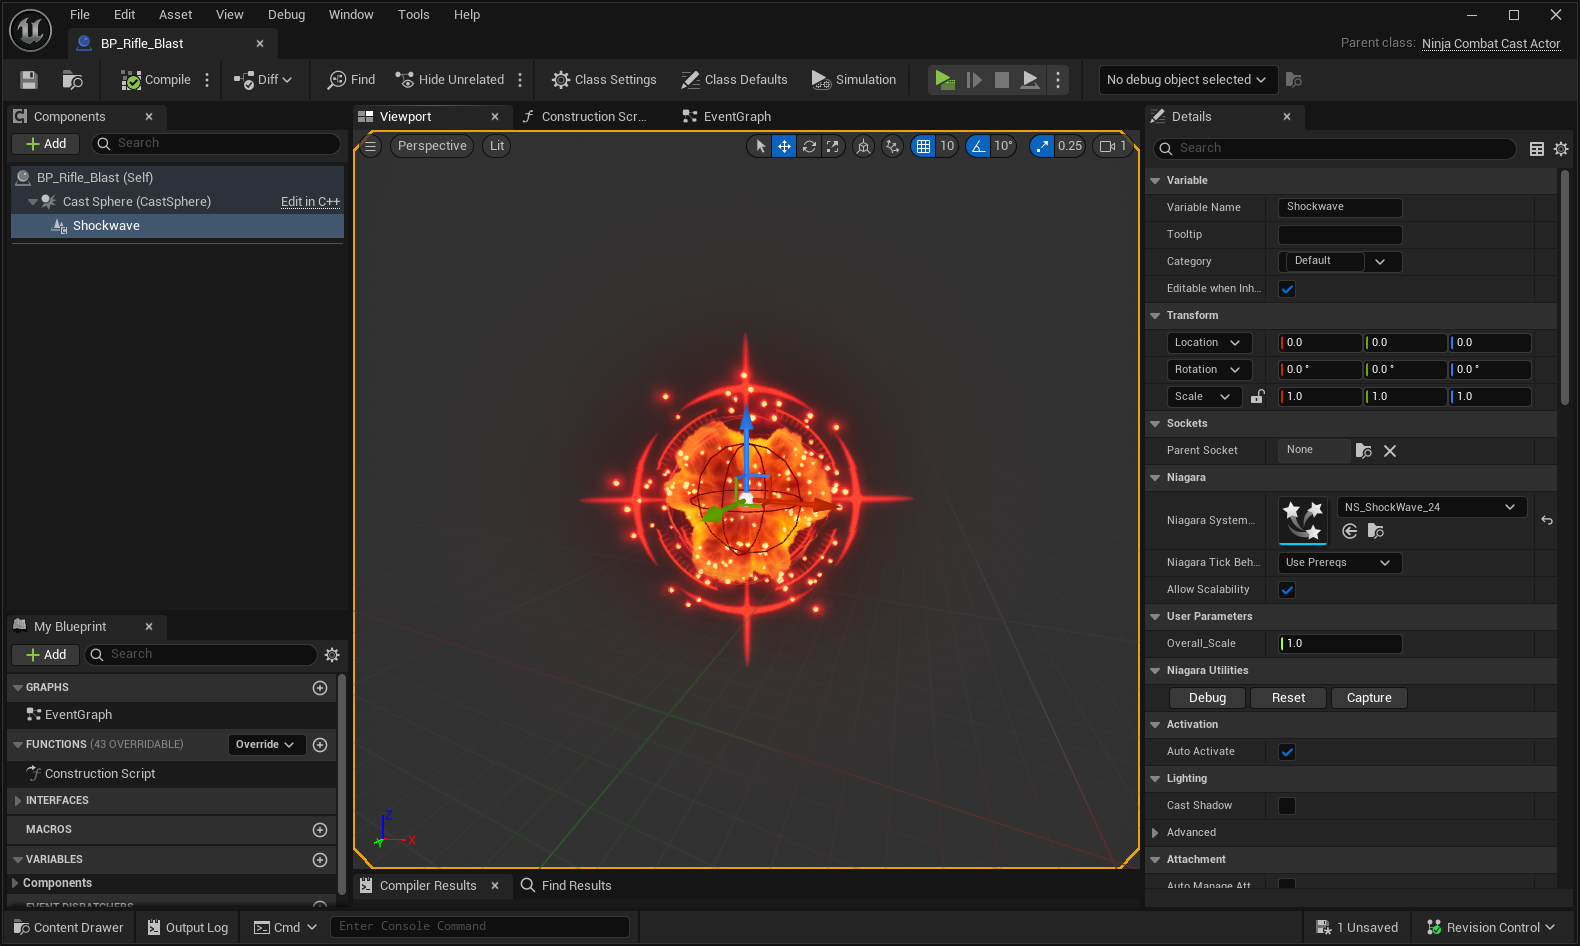 File Edit Asset View Debug Window Tools Help
BP_Rifle_Blast
Parent class: Ninja Combat Cast Actor
Compile Diff Find Hide Unrelated Class Settings Class Defaults Simulation No debug object selected
Components
Add Search
BP_Rifle_Blast (Self)
Cast Sphere (CastSphere) Edit in C++
Shockwave
My Blueprint
Add Search
GRAPHS
EventGraph
FUNCTIONS (43 OVERRIDABLE) Override
Construction Script
INTERFACES
MACROS
VARIABLES
Components
EVENT DISPATCHERS
Viewport Construction Scr... EventGraph
Perspective Lit 10 10° 0.25 1
Z
X
Compiler Results Find Results
Details
Search
Variable
Variable Name Shockwave
Tooltip
Category Default
Editable when Inh...
Transform
Location 0.0 0.0 0.0
Rotation 0.0 ° 0.0 ° 0.0 °
Scale 1.0 1.0 1.0
Sockets
Parent Socket None
Niagara
Niagara System... NS_ShockWave_24
Niagara Tick Beh... Use Prereqs
Allow Scalability
User Parameters
Overall_Scale 1.0
Niagara Utilities
Debug Reset Capture
Activation
Auto Activate
Lighting
Cast Shadow
Advanced
Attachment
Auto Manage Att
Content Drawer Output Log Cmd Enter Console Command 1 Unsaved Revision Control